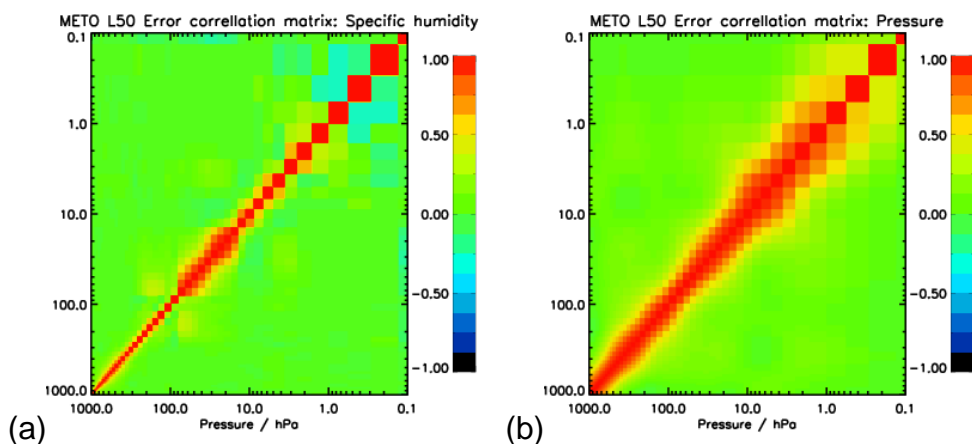 METO L50 Error correllation matrix: Specific humidity
0.1
1.0
10.0
100.0
1000.0
1000.0 100.0 10.0 1.0 0.1
Pressure / hPa
1.00
0.50
0.00
-0.50
-1.00
(a)
METO L50 Error correllation matrix: Pressure
0.1
1.0
10.0
100.0
1000.0
1000.0 100.0 10.0 1.0 0.1
Pressure / hPa
1.00
0.50
0.00
-0.50
-1.00
(b)